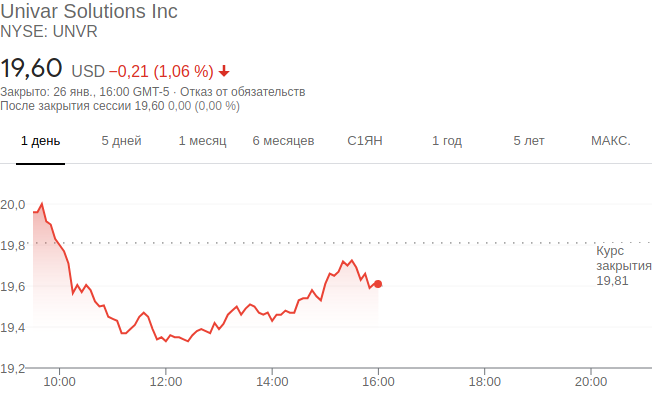 Univar Solutions Inc
NYSE: UNVR
19,60 USD −0,21 (1,06 %)
Закрыто: 26 янв., 16:00 GMT-5 · Отказ от обязательств
После закрытия сессии 19,60 0,00 (0,00 %)
1 день 5 дней 1 месяц 6 месяцев С1ЯН 1 год 5 лет МАКС.
20,0
19,8
Курс
закрытия
19,6 19,81
19,4
19,2
10:00 12:00 14:00 16:00 18:00 20:00